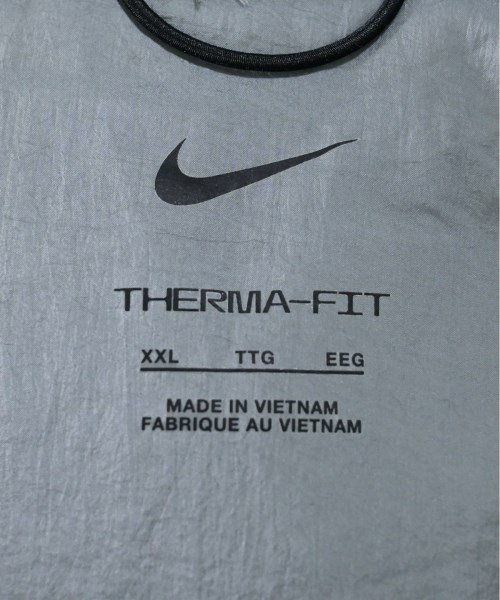 THERMA-FIT
XXL TTG EEG
MADE IN VIETNAM
FABRIQUE AU VIETNAM